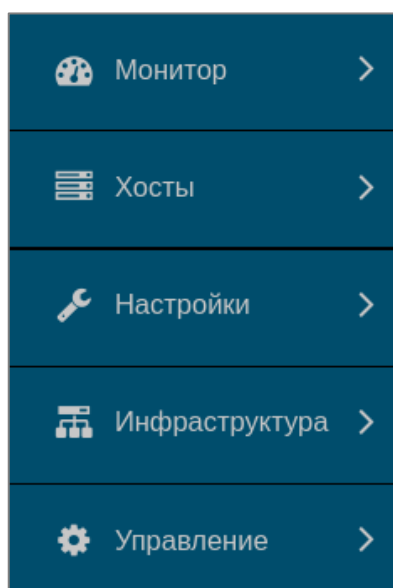 Монитор
Хосты
Настройки
Инфраструктура
Управление